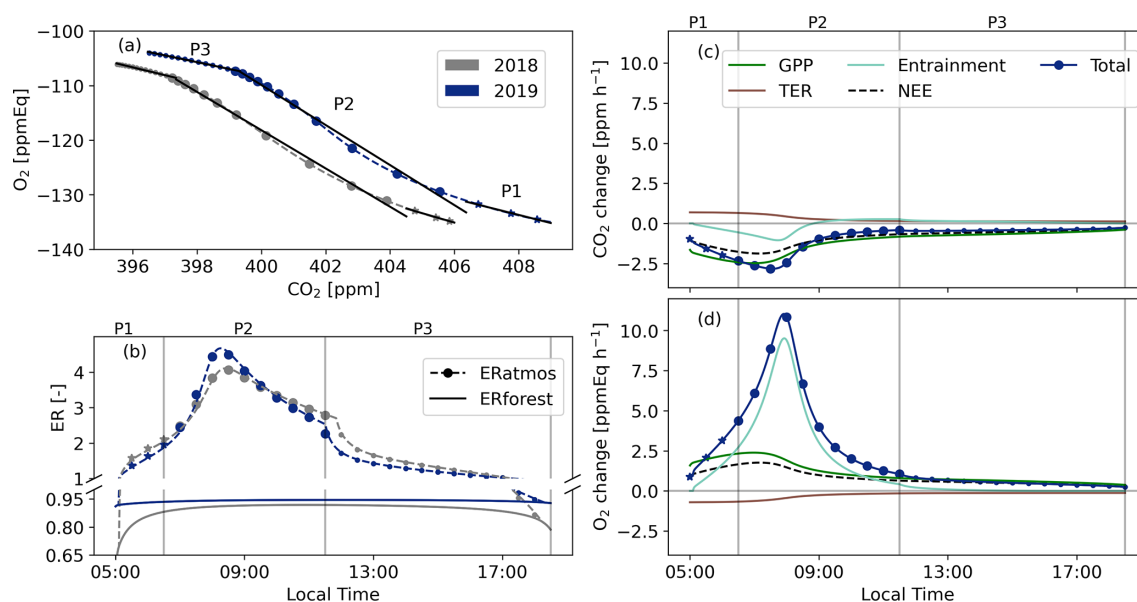 (a)
P3
P2
P1
2018
2019
−100
−110
−120
−130
−140
O2 [ppmEq]
396
398
400
402
404
406
408
CO2 [ppm]
P1
P2
P3
(b)
ERatmos
ERforest
4
3
2
1
0.95
0.80
0.65
ER [-]
05:00
09:00
13:00
17:00
Local Time
P1
P2
P3
(c)
GPP
Entrainment
Total
TER
NEE
10.0
7.5
5.0
2.5
0.0
−2.5
CO2 change [ppm h−1]
(d)
10.0
7.5
5.0
2.5
0.0
−2.5
O2 change [ppmEq h−1]
05:00
09:00
13:00
17:00
Local Time